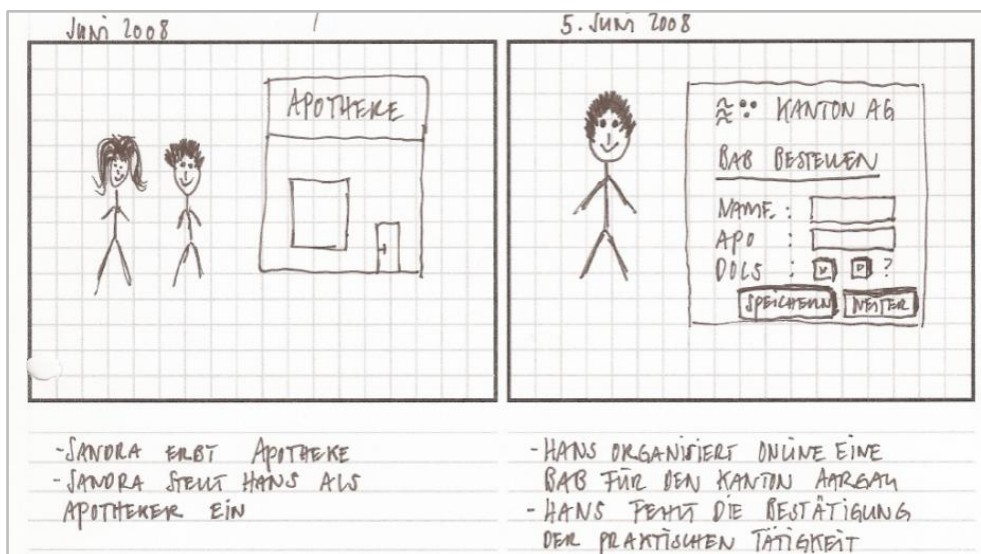 JUNI 2008
APOTHEKE
- SANDRA ERBT APOTHEKE
- SANDRA STELLT HANS ALS
APOTHEKER EIN
5. JUNI 2008
KANTON AG
BAB BESTELLEN
NAME :
APO :
DOCS : ?
SPEICHERN WEITER
- HANS ORGANISIERT ONLINE EINE
BAB FÜR DEN KANTON AARGAU
- HANS FEHLT DIE BESTÄTIGUNG
DER PRAKTISCHEN TÄTIGKEIT